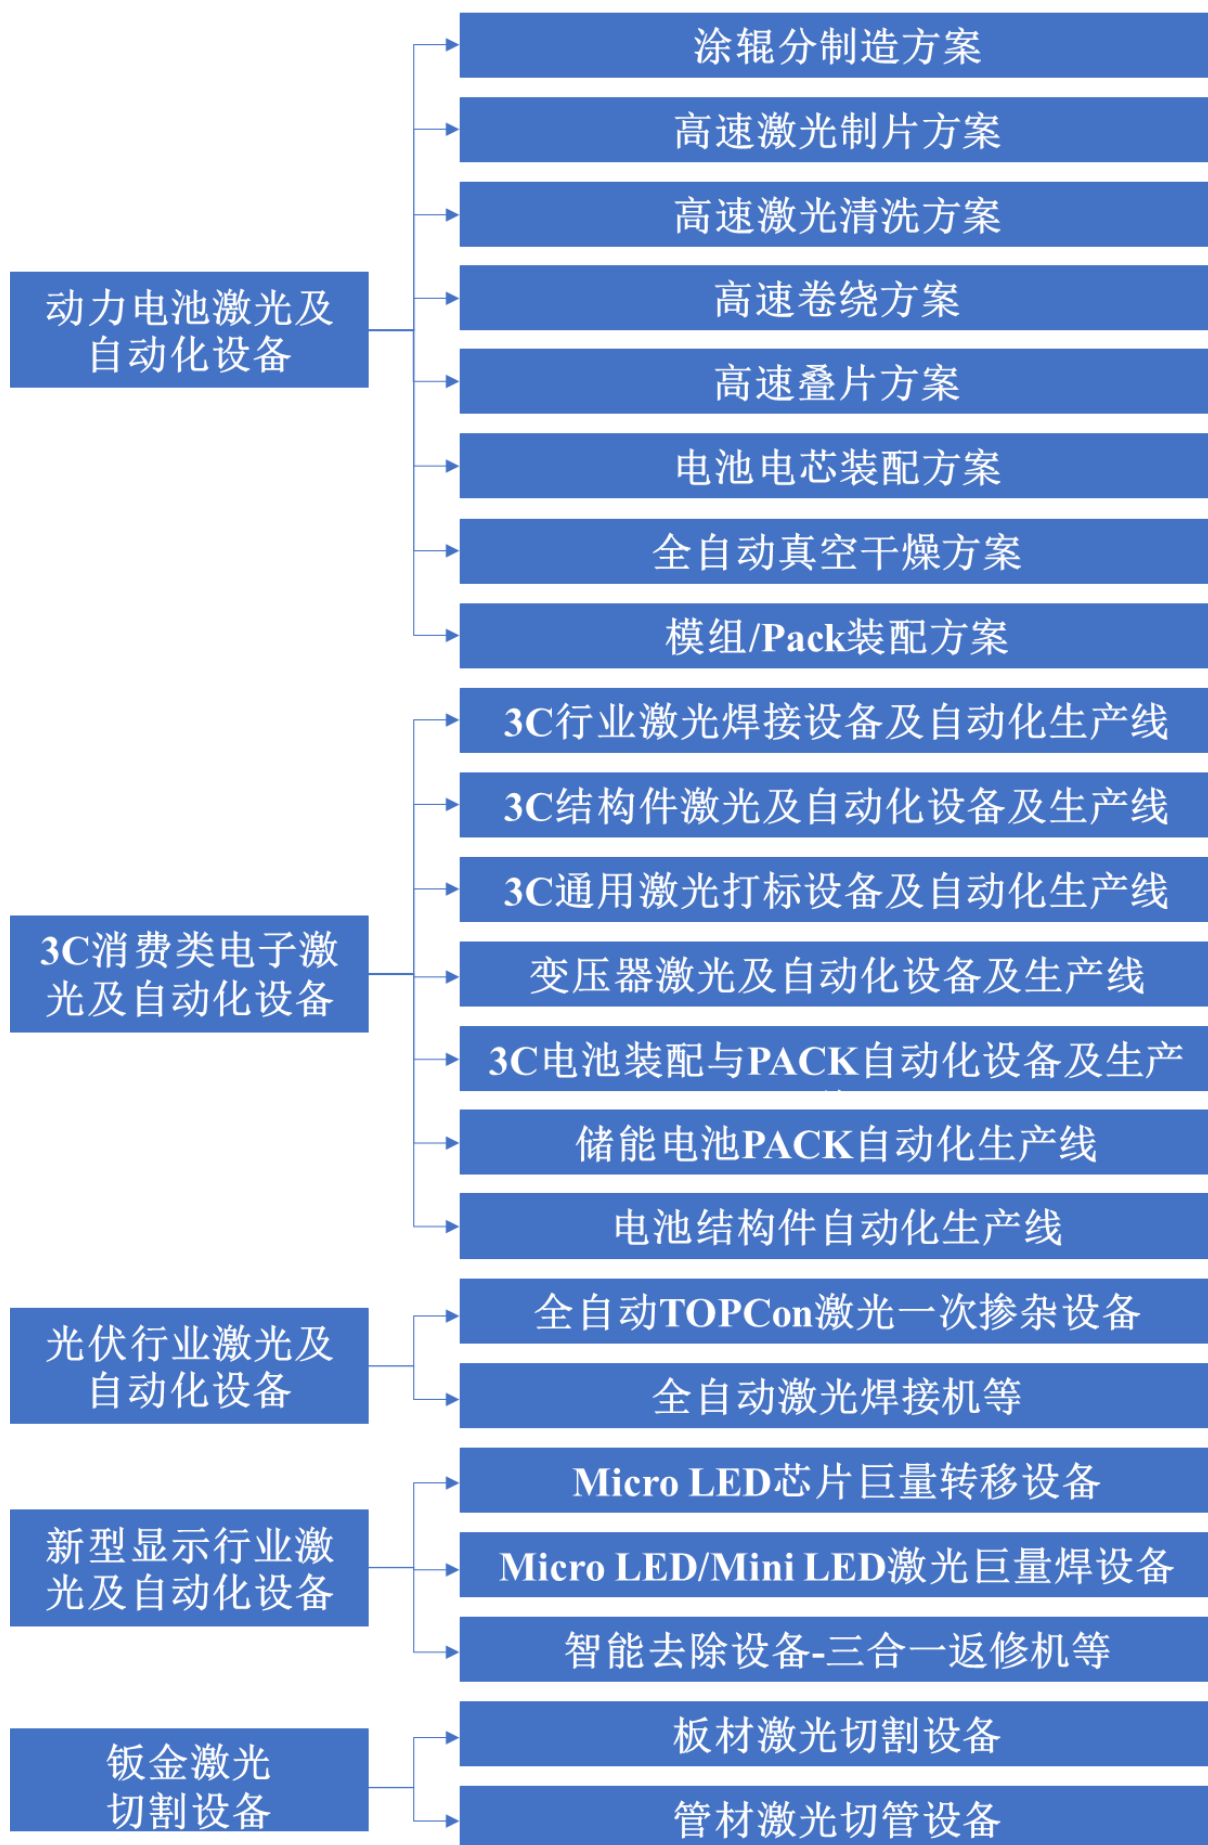 涂辊分制造方案
高速激光制片方案
高速激光清洗方案
动力电池激光及
自动化设备
高速卷绕方案
高速叠片方案
电池电芯装配方案
全自动真空干燥方案
模组/Pack装配方案
3C行业激光焊接设备及自动化生产线
3C结构件激光及自动化设备及生产线
3C通用激光打标设备及自动化生产线
3C消费类电子激
光及自动化设备
变压器激光及自动化设备及生产线
3C电池装配与PACK自动化设备及生产
储能电池PACK自动化生产线
电池结构件自动化生产线
光伏行业激光及
自动化设备
全自动TOPCon激光一次掺杂设备
全自动激光焊接机等
新型显示行业激
光及自动化设备
Micro LED芯片巨量转移设备
Micro LED/Mini LED激光巨量焊设备
智能去除设备-三合一返修机等
钣金激光
切割设备
板材激光切割设备
管材激光切管设备